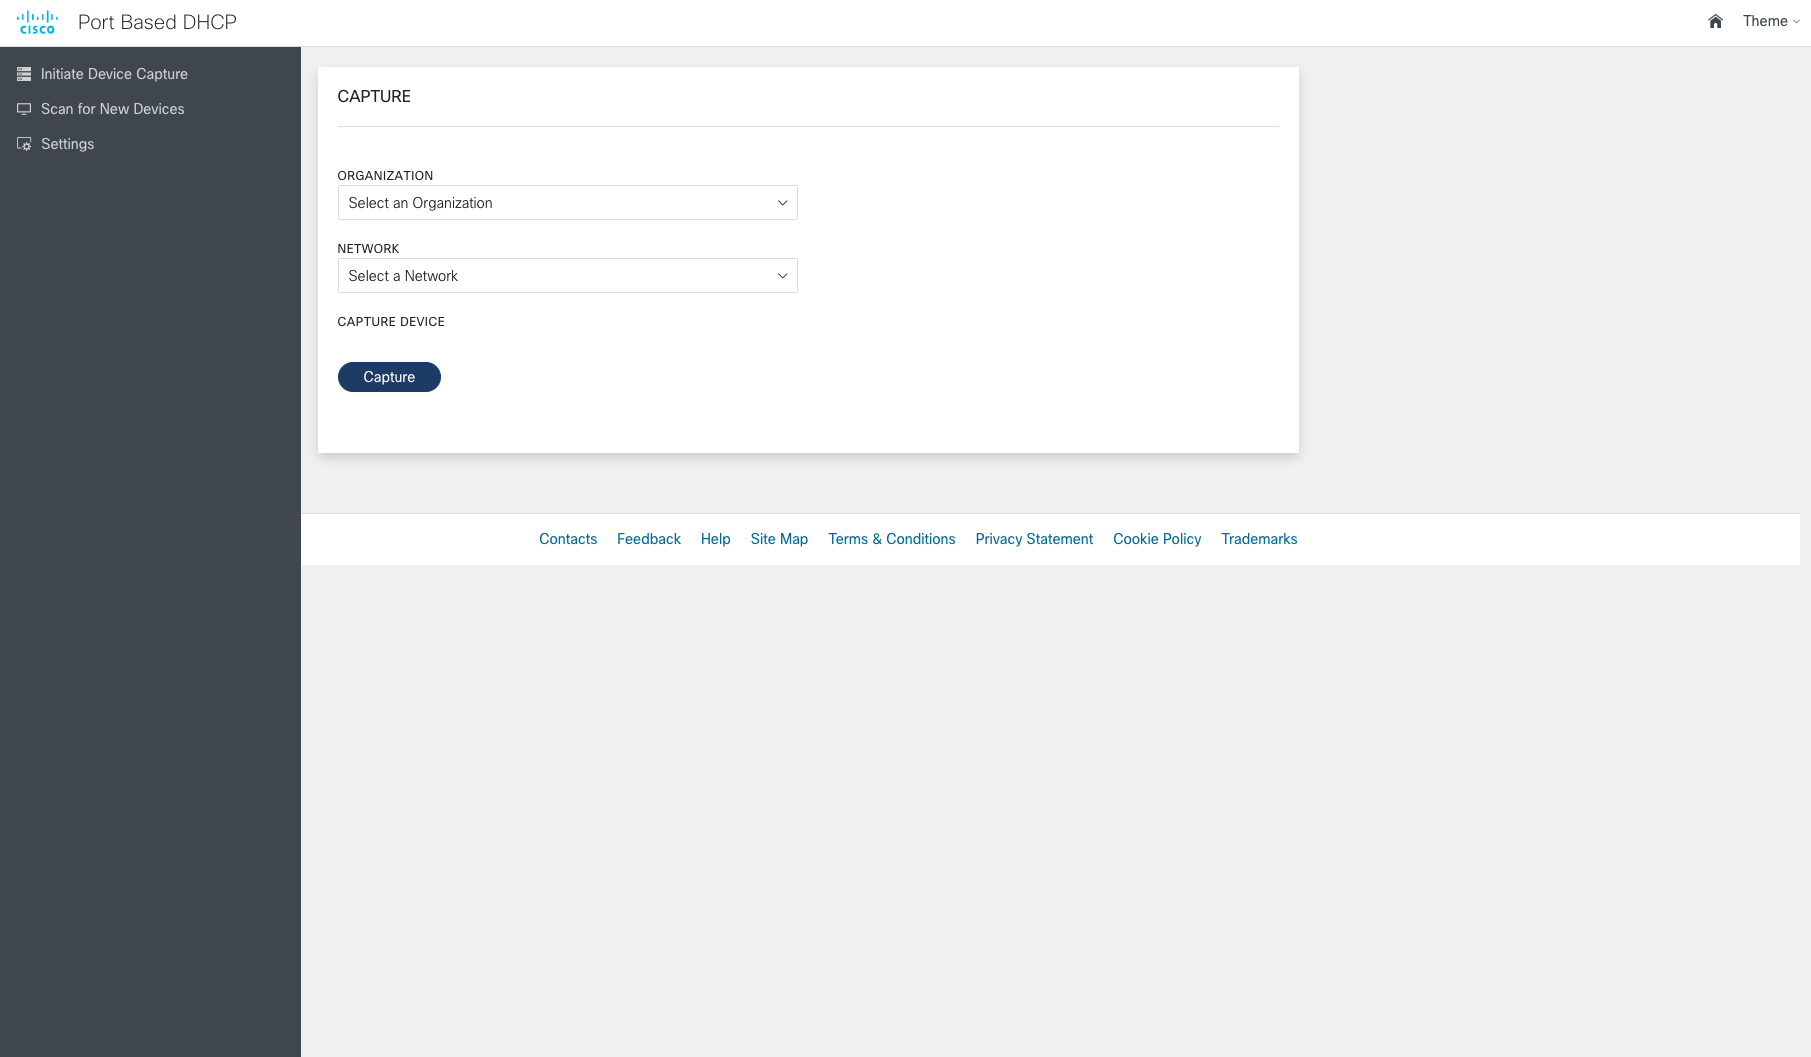 CISCO
Port Based DHCP
Theme
Initiate Device Capture
Scan for New Devices
Settings
CAPTURE
ORGANIZATION
Select an Organization
NETWORK
Select a Network
CAPTURE DEVICE
Capture
Contacts Feedback Help Site Map Terms & Conditions Privacy Statement Cookie Policy Trademarks